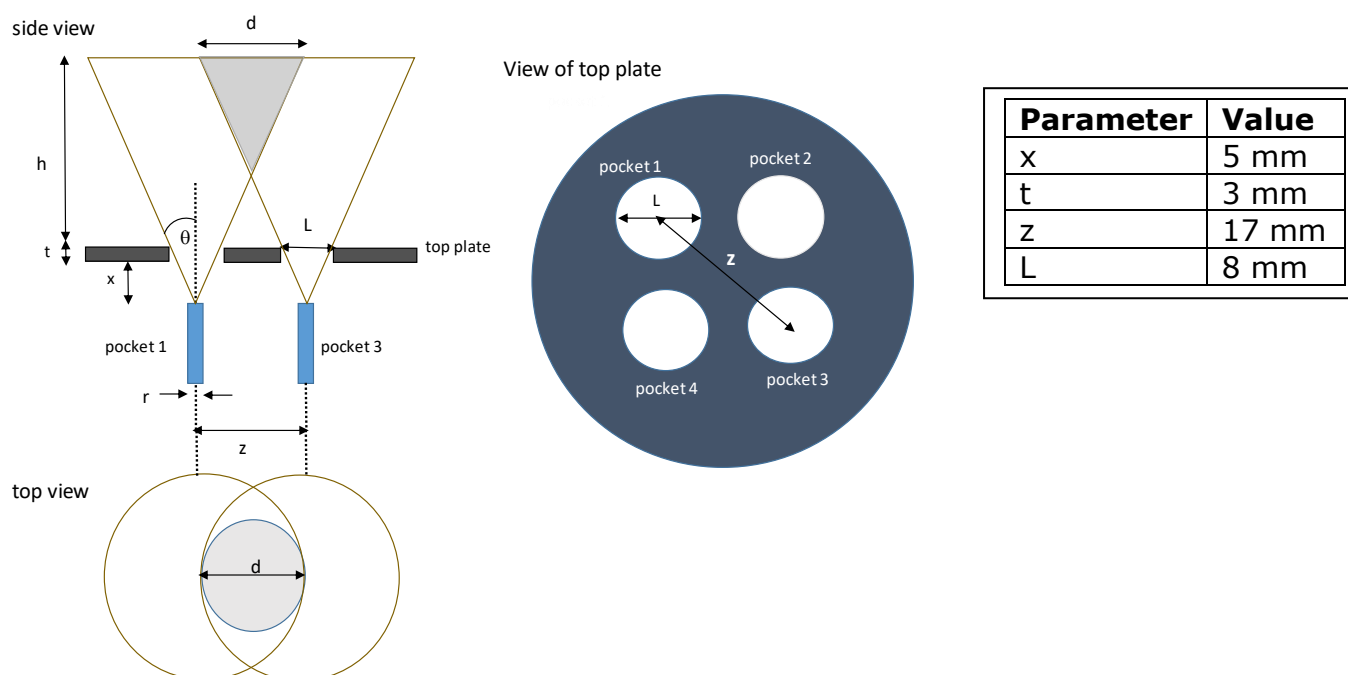 side view
d
h
θ
t
L
top plate
x
pocket 1
pocket 3
r
z
top view
d
View of top plate
pocket 1
pocket 2
L
z
pocket 4
pocket 3
Parameter Value
x 5 mm
t 3 mm
z 17 mm
L 8 mm